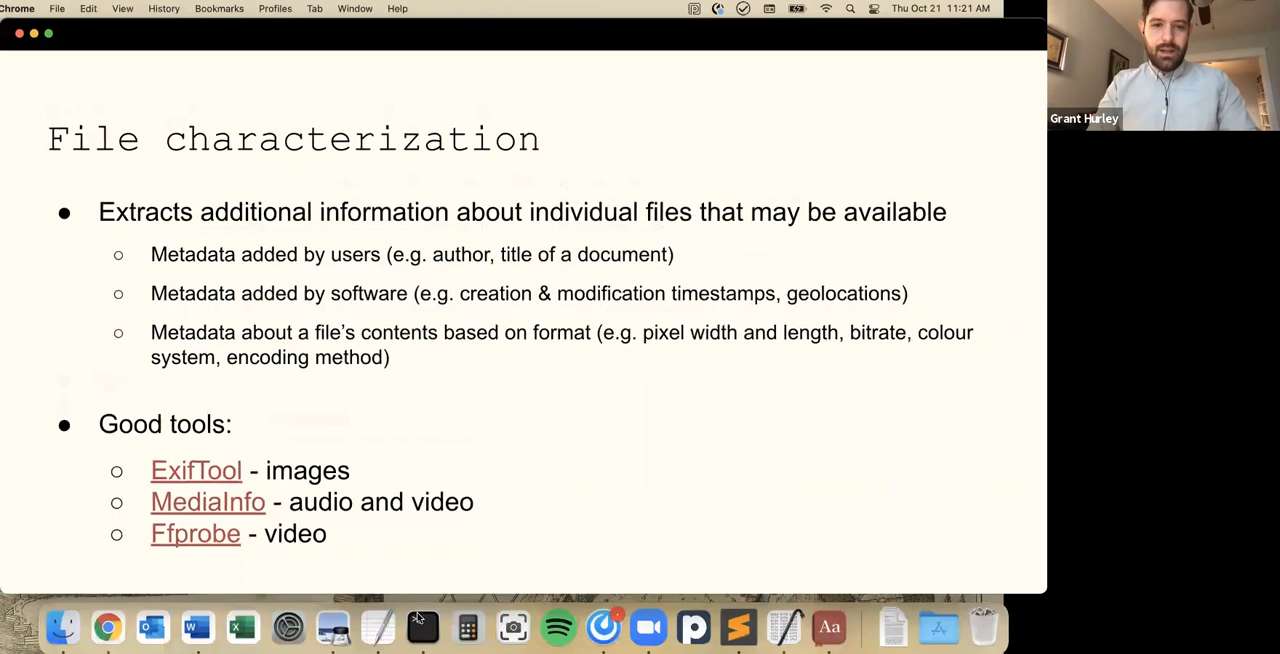 Chrome File Edit View History Bookmarks Profiles Tab Window Help Thu Oct 21 11:21 AM
Grant Hurley
File characterization
● Extracts additional information about individual files that may be available
○ Metadata added by users (e.g. author, title of a document)
○ Metadata added by software (e.g. creation & modification timestamps, geolocations)
○ Metadata about a file’s contents based on format (e.g. pixel width and length, bitrate, colour
system, encoding method)
● Good tools:
○ ExifTool - images
○ MediaInfo - audio and video
○ Ffprobe - video
Aa